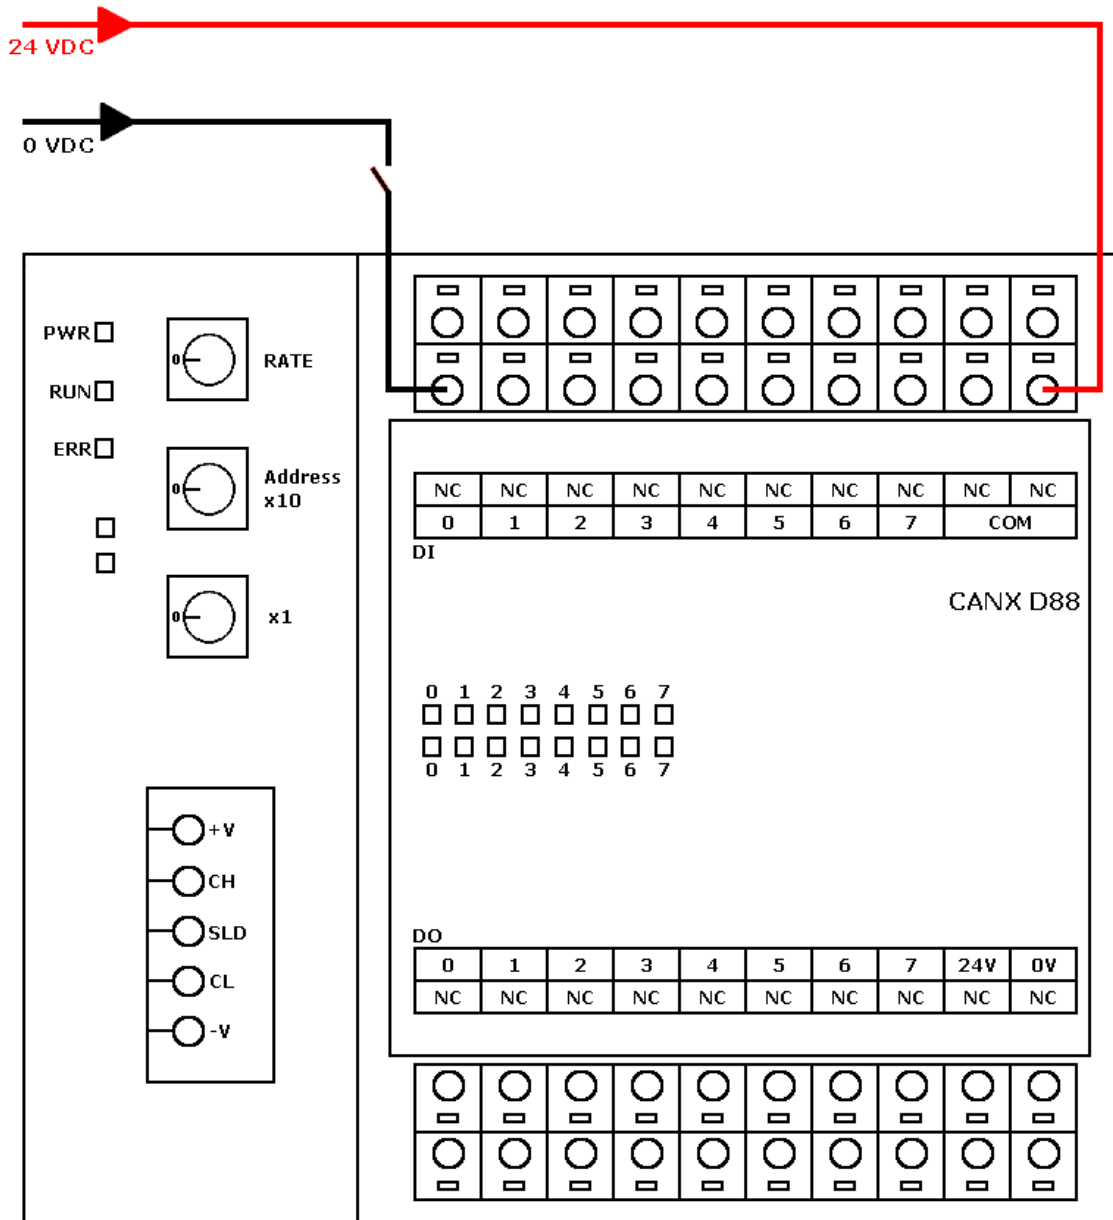 24 VDC
0 VDC
PWR
RUN
ERR
0 RATE
0 Address x10
0 x1
NC NC NC NC NC NC NC NC NC NC
0 1 2 3 4 5 6 7 COM
DI
CANX D88
0 1 2 3 4 5 6 7
0 1 2 3 4 5 6 7
+V
CH
SLD
CL
-V
DO
0 1 2 3 4 5 6 7 24V 0V
NC NC NC NC NC NC NC NC NC NC